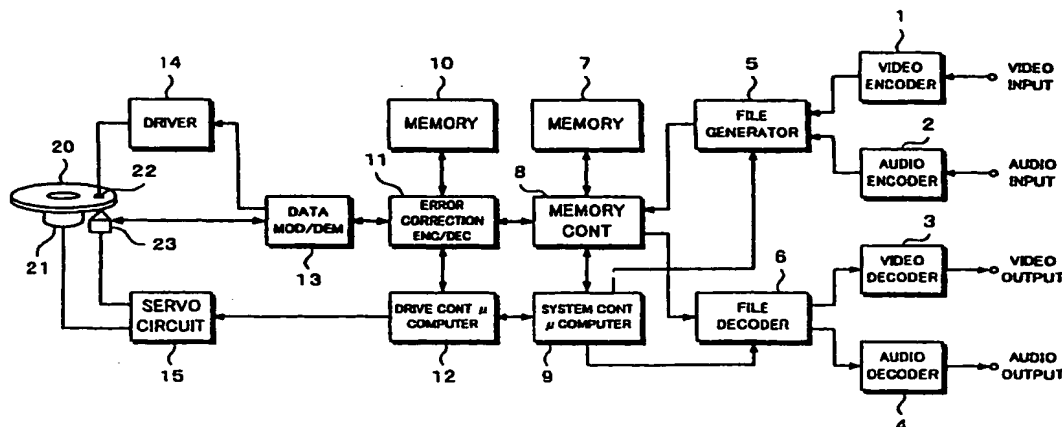 1
14
10
7
5
VIDEO
ENCODER
VIDEO
INPUT
DRIVER
MEMORY
MEMORY
FILE
GENERATOR
2
20
22
11
8
AUDIO
ENCODER
AUDIO
INPUT
DATA
MOD/DEM
ERROR
CORRECTION
ENC/DEC
MEMORY
CONT
21
23
13
6
3
VIDEO
DECODER
VIDEO
OUTPUT
SERVO
CIRCUIT
DRIVE CONT μ
COMPUTER
SYSTEM CONT
μ COMPUTER
FILE
DECODER
15
12
9
AUDIO
DECODER
AUDIO
OUTPUT
4